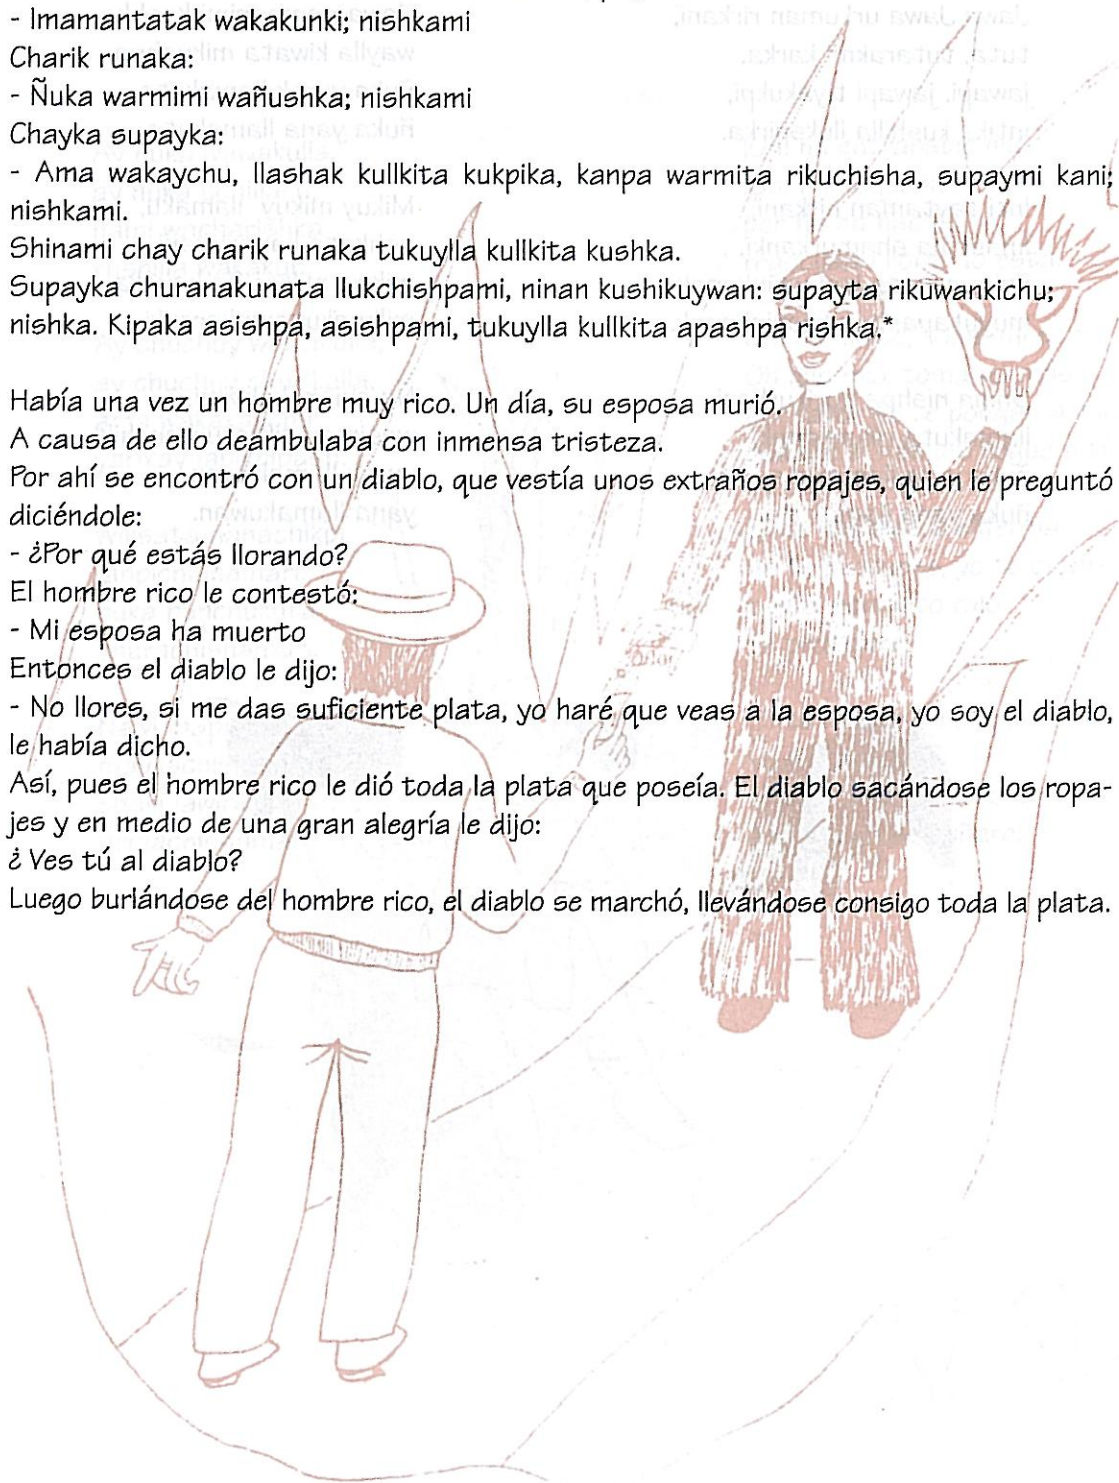 - Imamantatak wakakunki; nishkami
Charik runaka:
- Ñuka warmimi wañushka; nishkami
Chayka supayka:
- Ama wakaychu, llashak kullkita kukpika, kanpa warmita rikuchisha, supaymi kani;
nishkami.
Shinami chay charik runaka tukuylla kullkita kushka.
Supayka churanakunata llukchishpami, ninan kushikuywan: supayta rikuwankichu;
nishka. Kipaka asishpa, asishpami, tukuylla kullkita apashpa rishka.*
Había una vez un hombre muy rico. Un día, su esposa murió.
A causa de ello deambulaba con inmensa tristeza.
Por ahí se encontró con un diablo, que vestía unos extraños ropajes, quien le preguntó
diciéndole:
- ¿Por qué estás llorando?
El hombre rico le contestó:
- Mi esposa ha muerto
Entonces el diablo le dijo:
- No llores, si me das suficiente plata, yo haré que veas a la esposa, yo soy el diablo,
le había dicho.
Así, pues el hombre rico le dió toda la plata que poseía. El diablo sacándose los ropa-
jes y en medio de una gran alegría le dijo:
¿ Ves tú al diablo?
Luego burlándose del hombre rico, el diablo se marchó, llevándose consigo toda la plata.